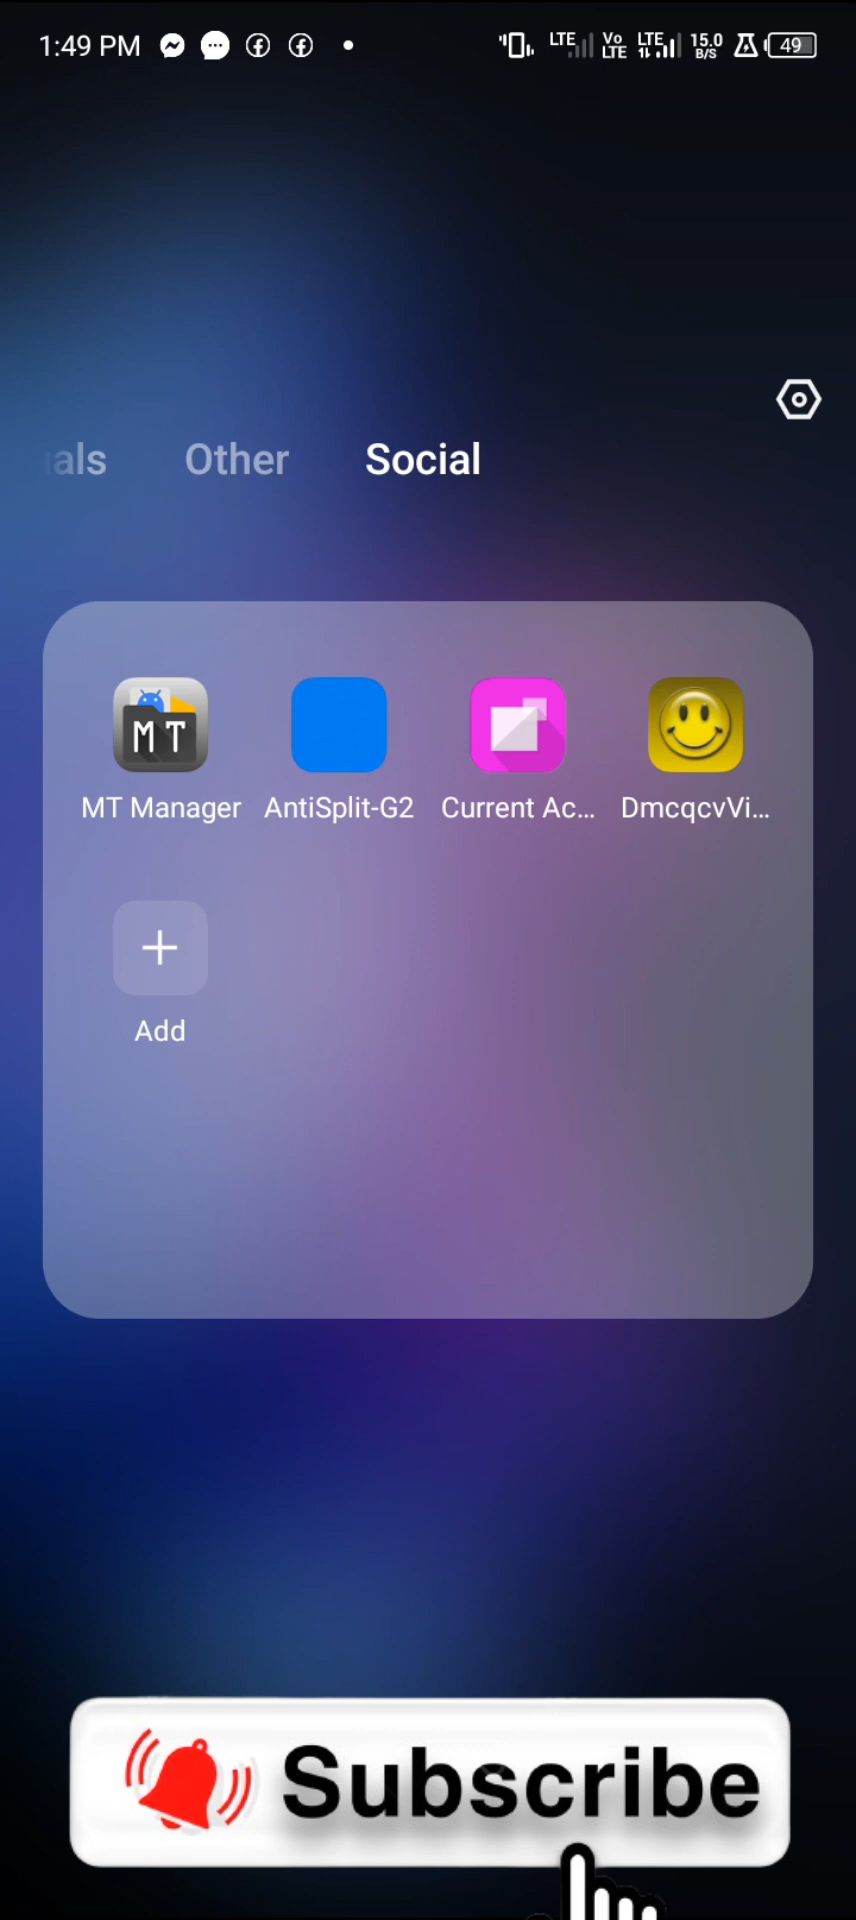 1:49 PM LTE Vo LTE LTE 15.0 B/S 49
als Other Social
MT
MT Manager AntiSplit-G2 Current Ac... DmcqcvVi...
Add
Subscribe